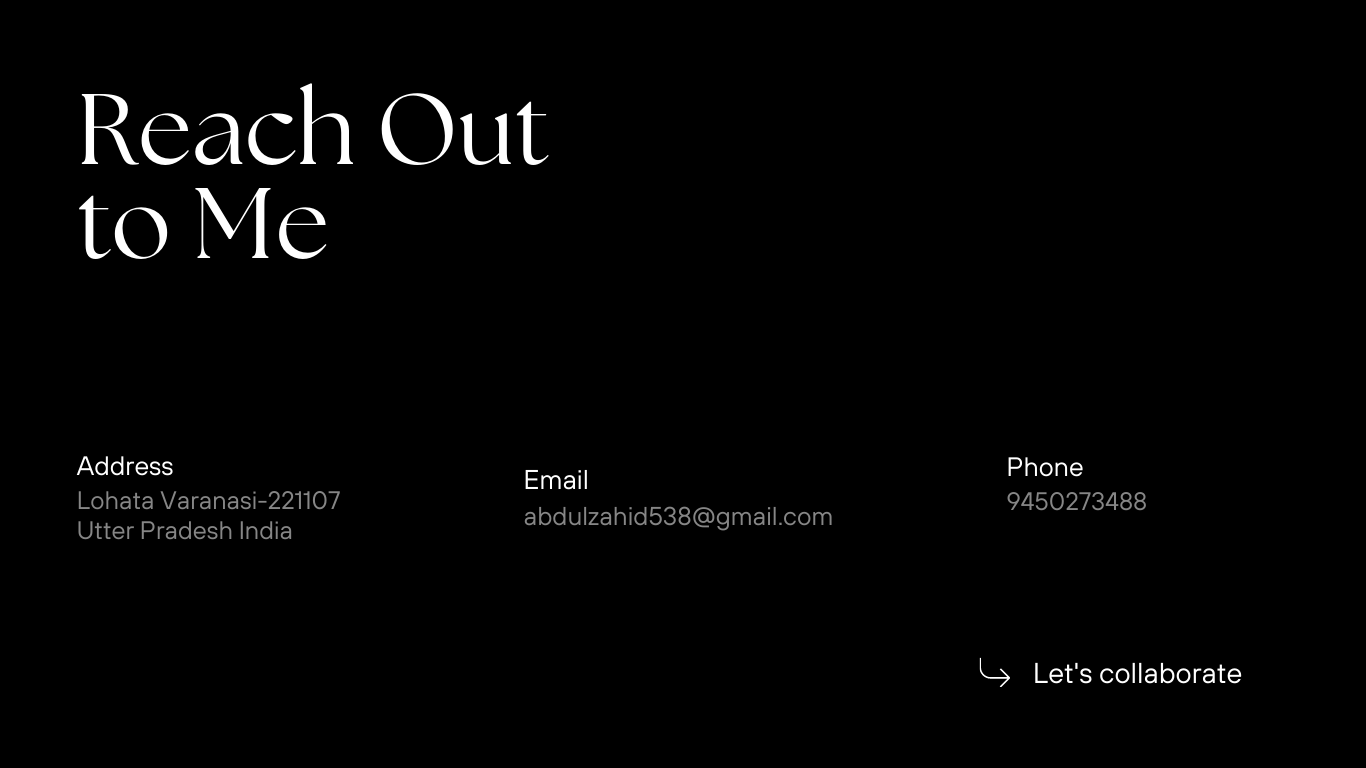 Reach Out
to Me
Address
Lohata Varanasi-221107
Utter Pradesh India
Email
abdulzahid538@gmail.com
Phone
9450273488
Let's collaborate